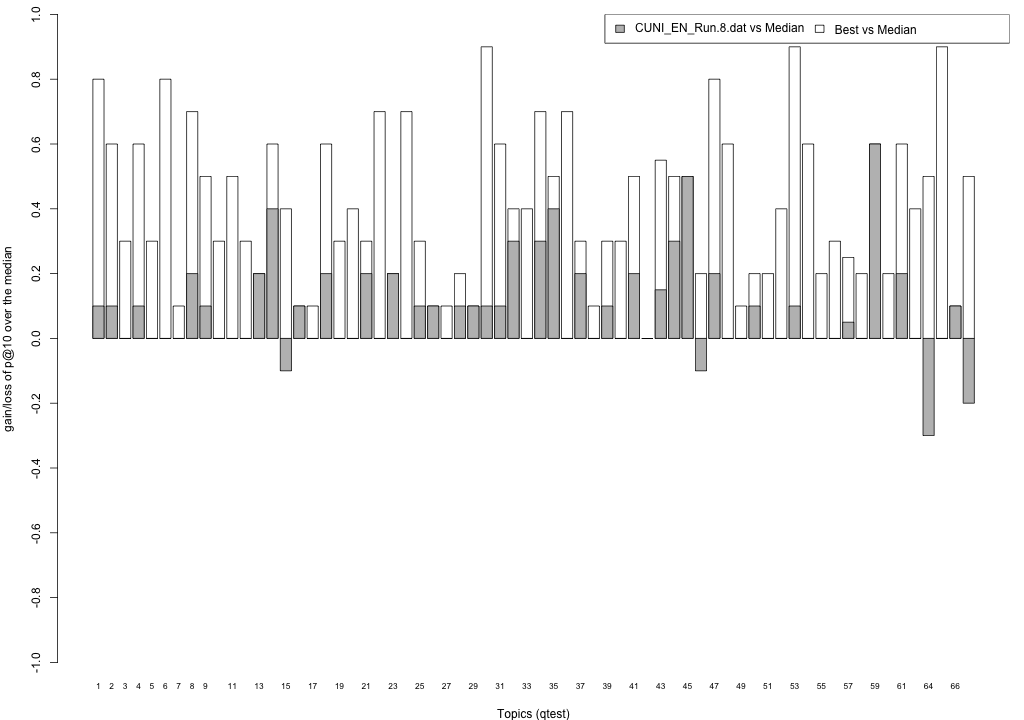 CUNI_EN_Run.8.dat vs Median Best vs Median
gain/loss of p@10 over the median
1.0
0.8
0.6
0.4
0.2
0.0
-0.2
-0.4
-0.6
-0.8
-1.0
1 2 3 4 5 6 7 8 9 11 13 15 17 19 21 23 25 27 29 31 33 35 37 39 41 43 45 47 49 51 53 55 57 59 61 64 66
Topics (qtest)